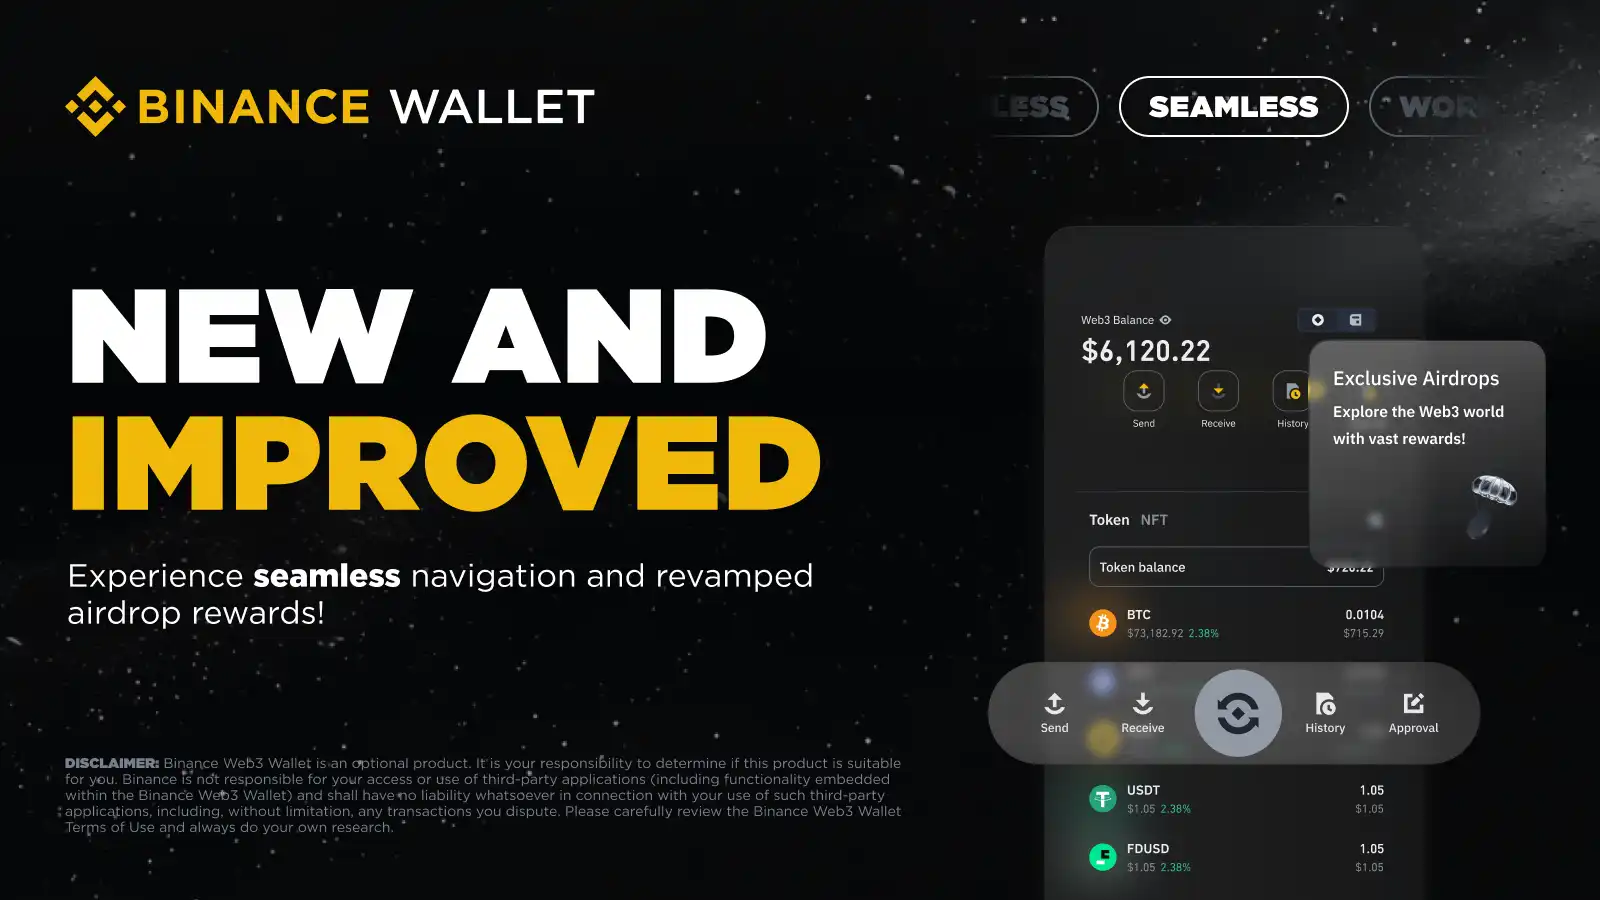 BINANCE WALLET
LESS
SEAMLESS
WOR
NEW AND
IMPROVED
Experience seamless navigation and revamped
airdrop rewards!
DISCLAIMER: Binance Web3 Wallet is an optional product. It is your responsibility to determine if this product is suitable
for you. Binance is not responsible for your access or use of third-party applications (including functionality embedded
within the Binance Web3 Wallet) and shall have no liability whatsoever in connection with your use of such third-party
applications, including, without limitation, any transactions you dispute. Please carefully review the Binance Web3 Wallet
Terms of Use and always do your own research.
Web3 Balance
$6,120.22
Send Receive History
Exclusive Airdrops
Explore the Web3 world
with vast rewards!
Token NFT
Token balance $720.22
BTC 0.0104
$73,182.92 2.38% $715.29
Send Receive History Approval
USDT 1.05
$1.05 2.38% $1.05
FDUSD 1.05
$1.05 2.38% $1.05